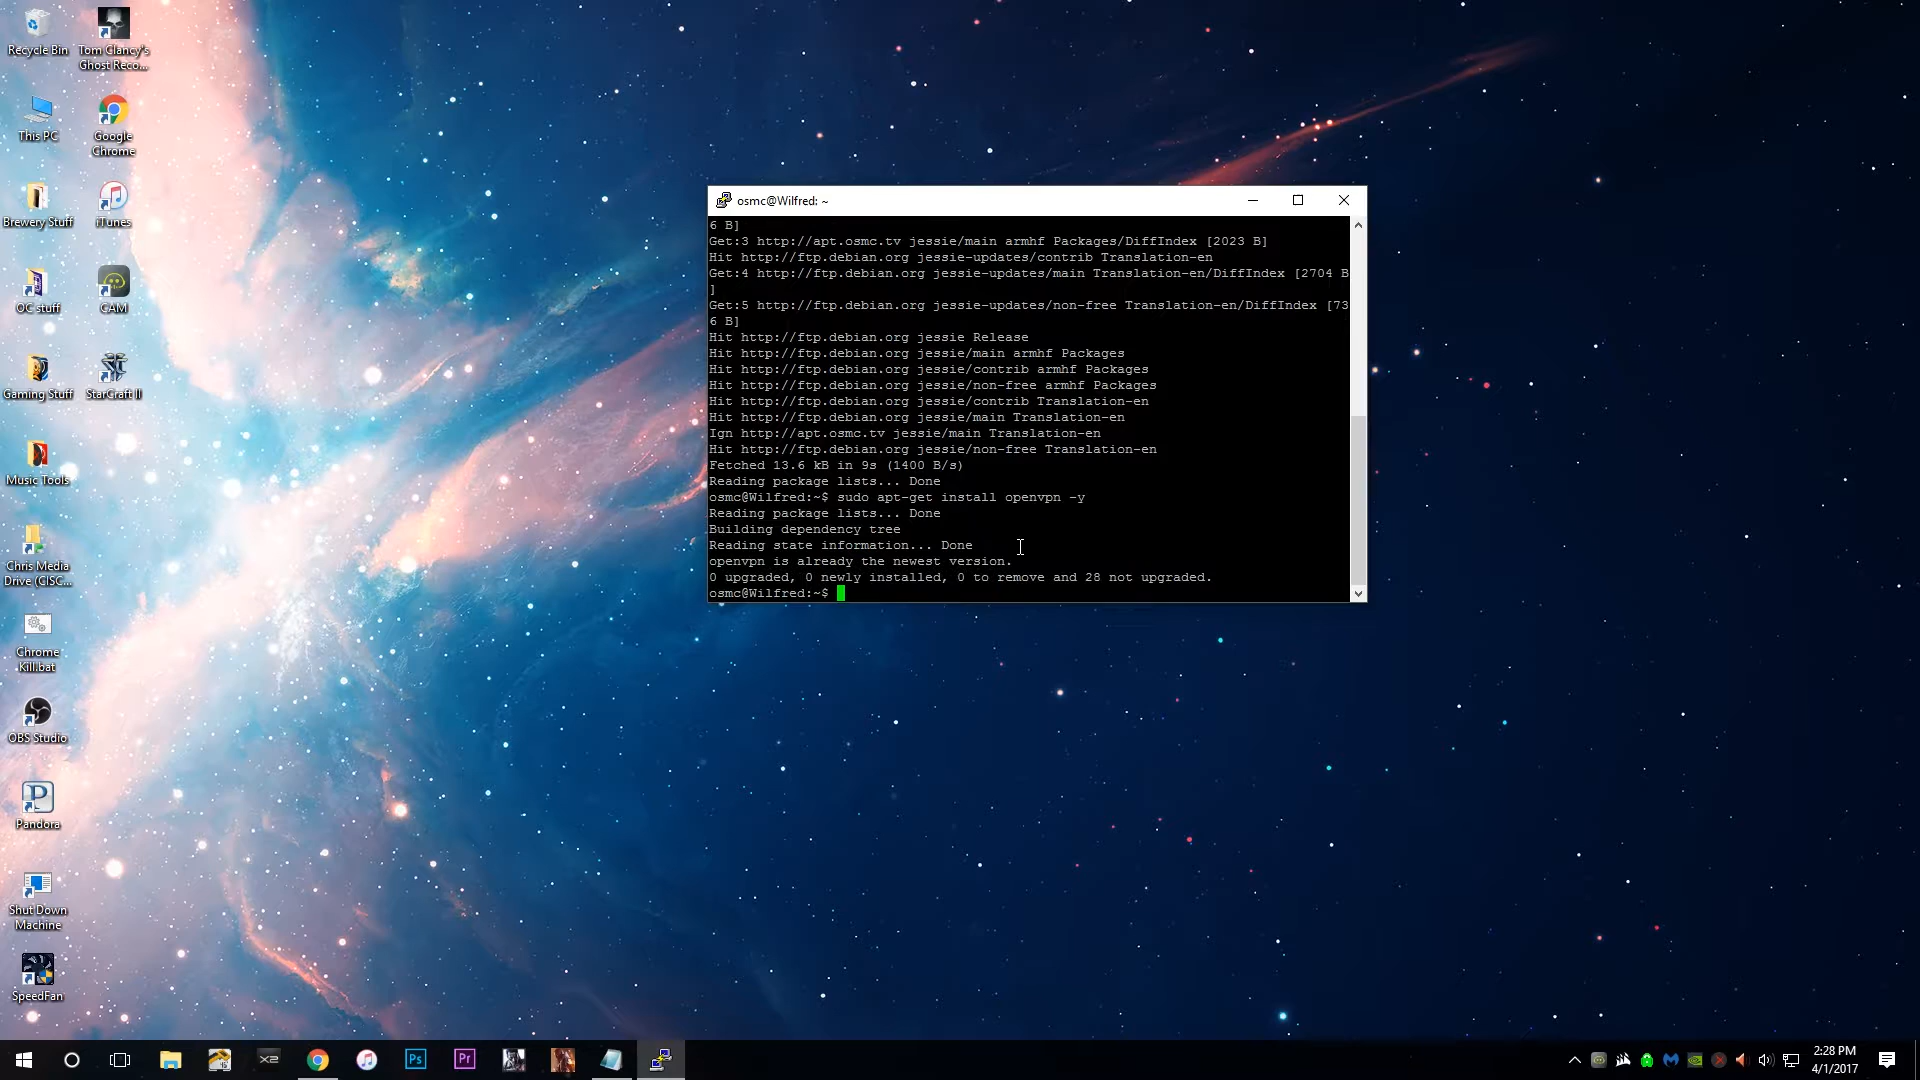 Recycle Bin
Tom Clancy's
Ghost Reco...
This PC
Google
Chrome
Brewery Stuff
iTunes
OC stuff
CAM
Gaming Stuff
StarCraft II
Music Tools
Chris Media
Drive (CISC...
Chrome
Kill.bat
OBS Studio
Pandora
Shut Down
Machine
SpeedFan
osmc@Wilfred: ~
6 B]
Get:3 http://apt.osmc.tv jessie/main armhf Packages/DiffIndex [2023 B]
Hit http://ftp.debian.org jessie-updates/contrib Translation-en
Get:4 http://ftp.debian.org jessie-updates/main Translation-en/DiffIndex [2704 B
]
Get:5 http://ftp.debian.org jessie-updates/non-free Translation-en/DiffIndex [73
6 B]
Hit http://ftp.debian.org jessie Release
Hit http://ftp.debian.org jessie/main armhf Packages
Hit http://ftp.debian.org jessie/contrib armhf Packages
Hit http://ftp.debian.org jessie/non-free armhf Packages
Hit http://ftp.debian.org jessie/contrib Translation-en
Hit http://ftp.debian.org jessie/main Translation-en
Ign http://apt.osmc.tv jessie/main Translation-en
Hit http://ftp.debian.org jessie/non-free Translation-en
Fetched 13.6 kB in 9s (1400 B/s)
Reading package lists... Done
osmc@Wilfred:~$ sudo apt-get install openvpn -y
Reading package lists... Done
Building dependency tree
Reading state information... Done
openvpn is already the newest version.
0 upgraded, 0 newly installed, 0 to remove and 28 not upgraded.
osmc@Wilfred:~$
X2
Ps
Pr
2:28 PM
4/1/2017